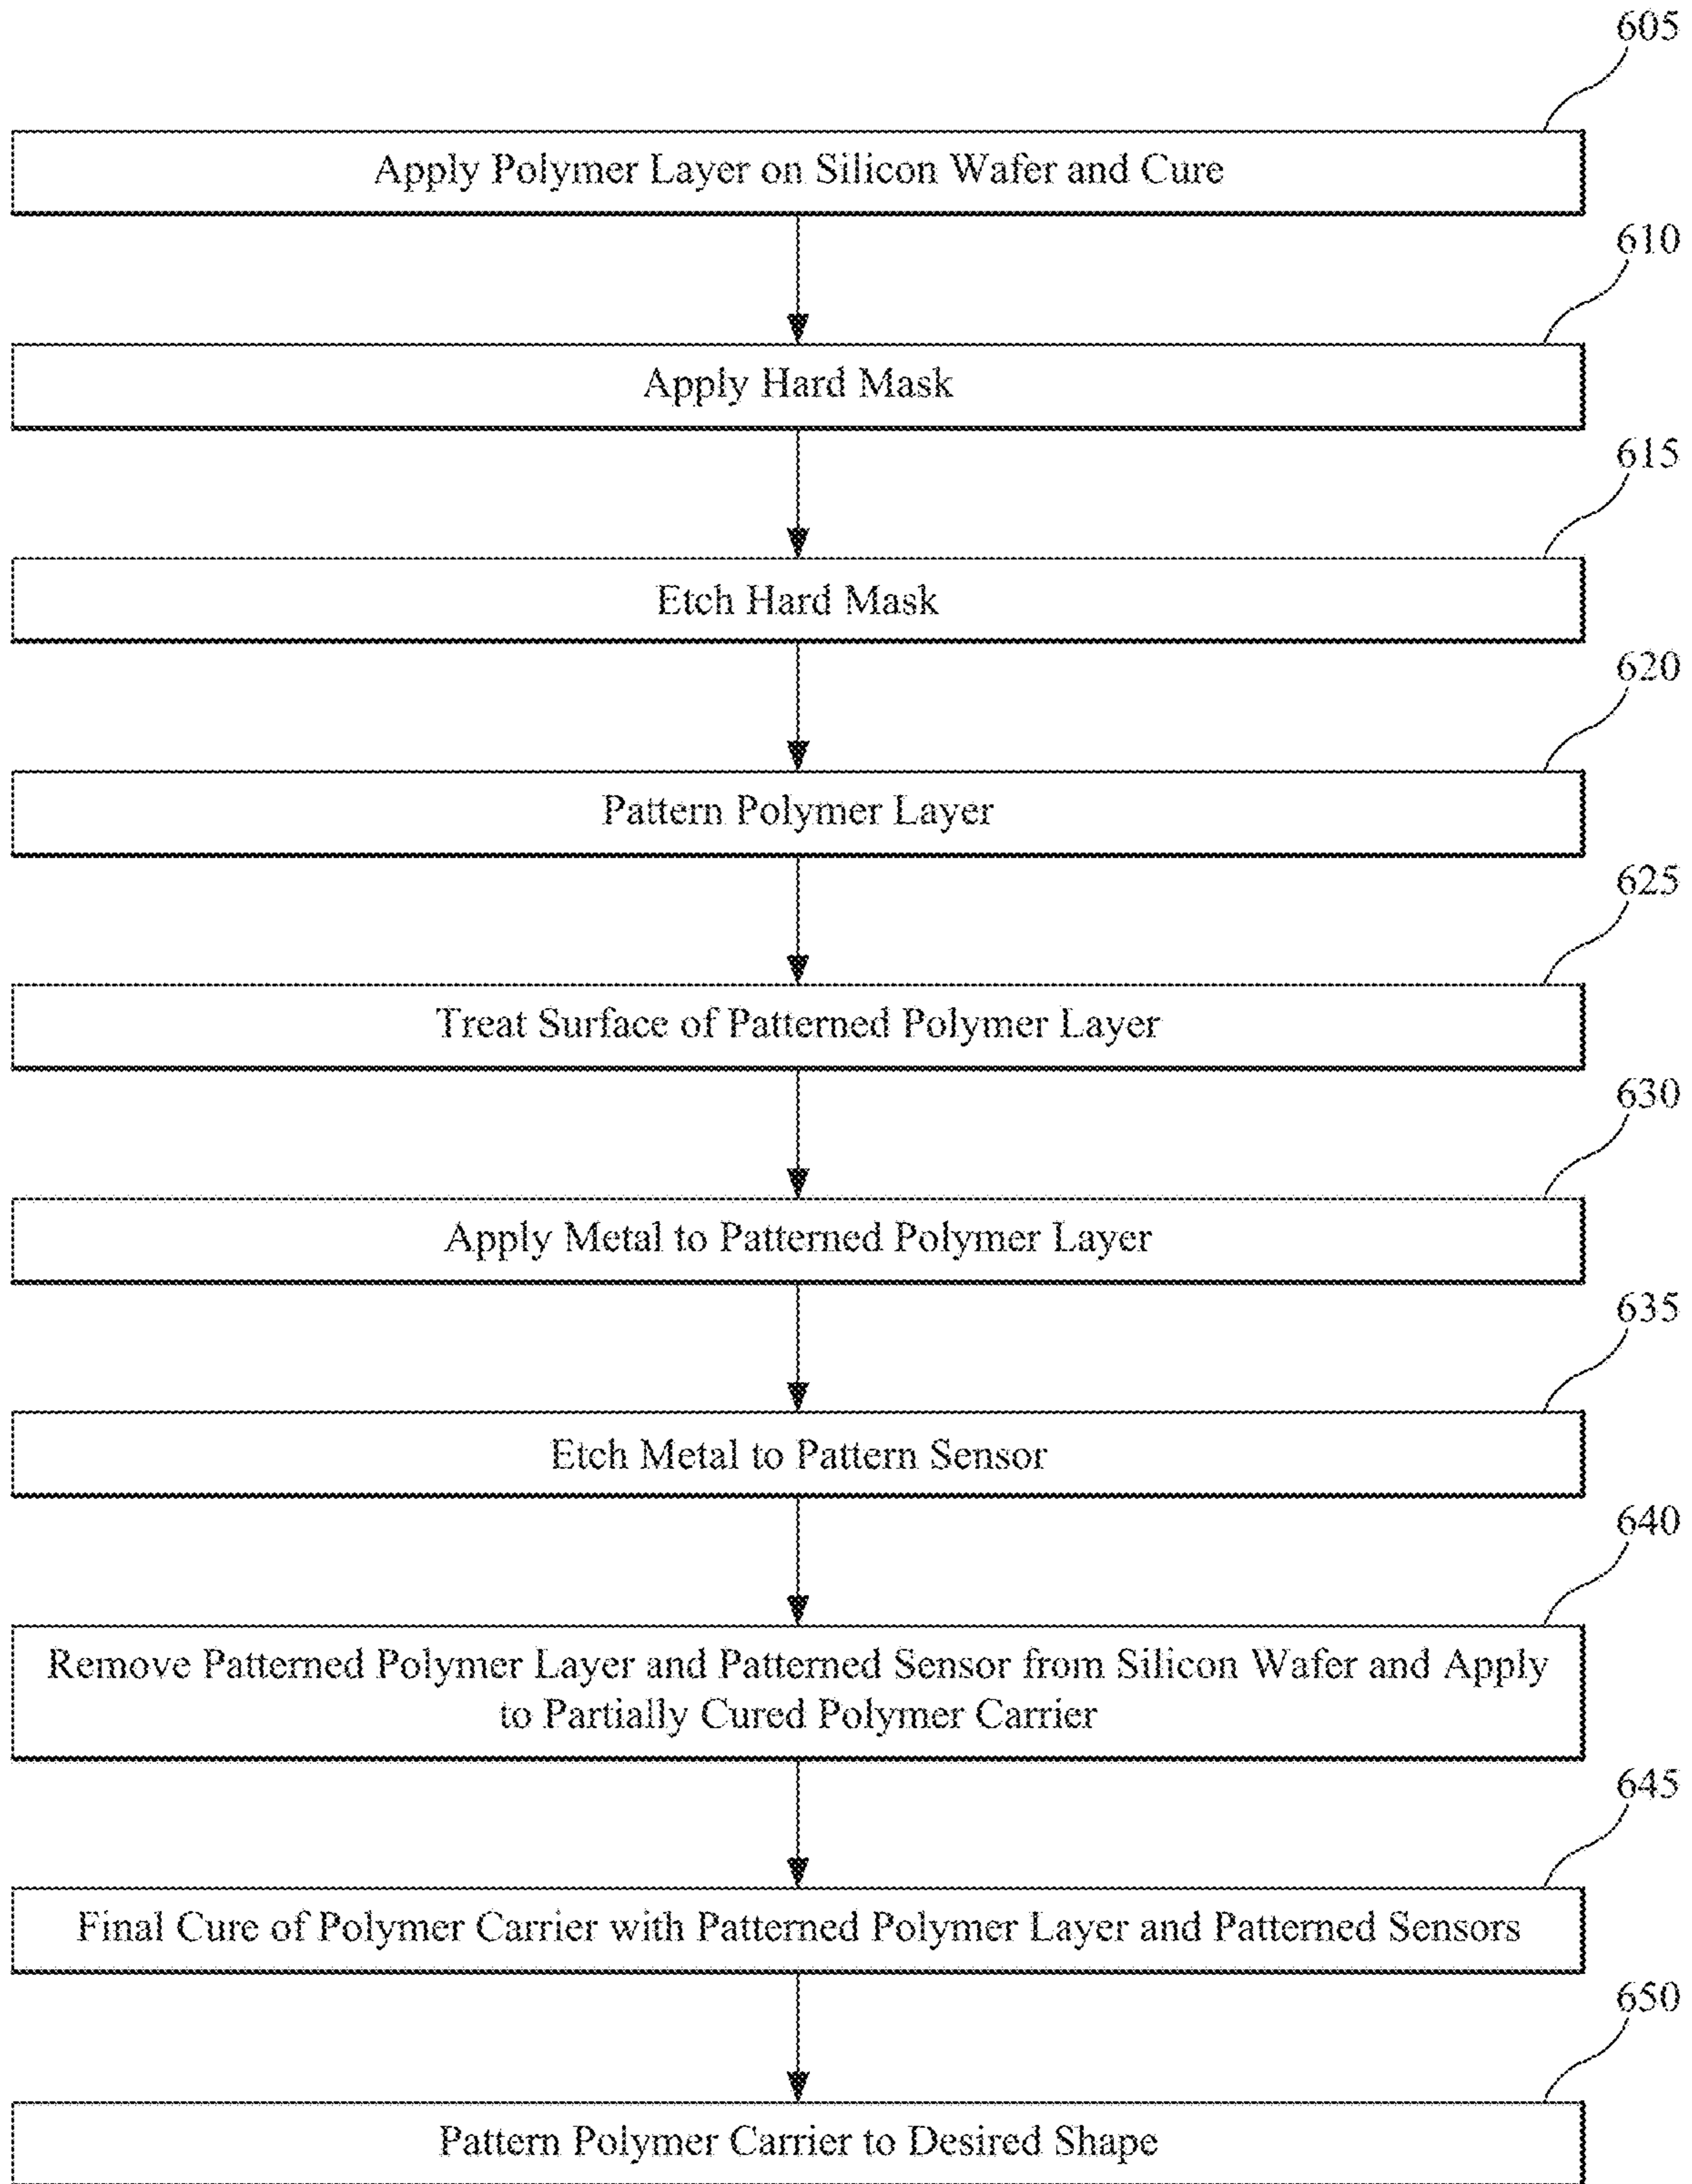 605
Apply Polymer Layer on Silicon Wafer and Cure
610
Apply Hard Mask
615
Etch Hard Mask
620
Pattern Polymer Layer
625
Treat Surface of Patterned Polymer Layer
630
Apply Metal to Patterned Polymer Layer
635
Etch Metal to Pattern Sensor
640
Remove Patterned Polymer Layer and Patterned Sensor from Silicon Wafer and Apply
to Partially Cured Polymer Carrier
645
Final Cure of Polymer Carrier with Patterned Polymer Layer and Patterned Sensors
650
Pattern Polymer Carrier to Desired Shape